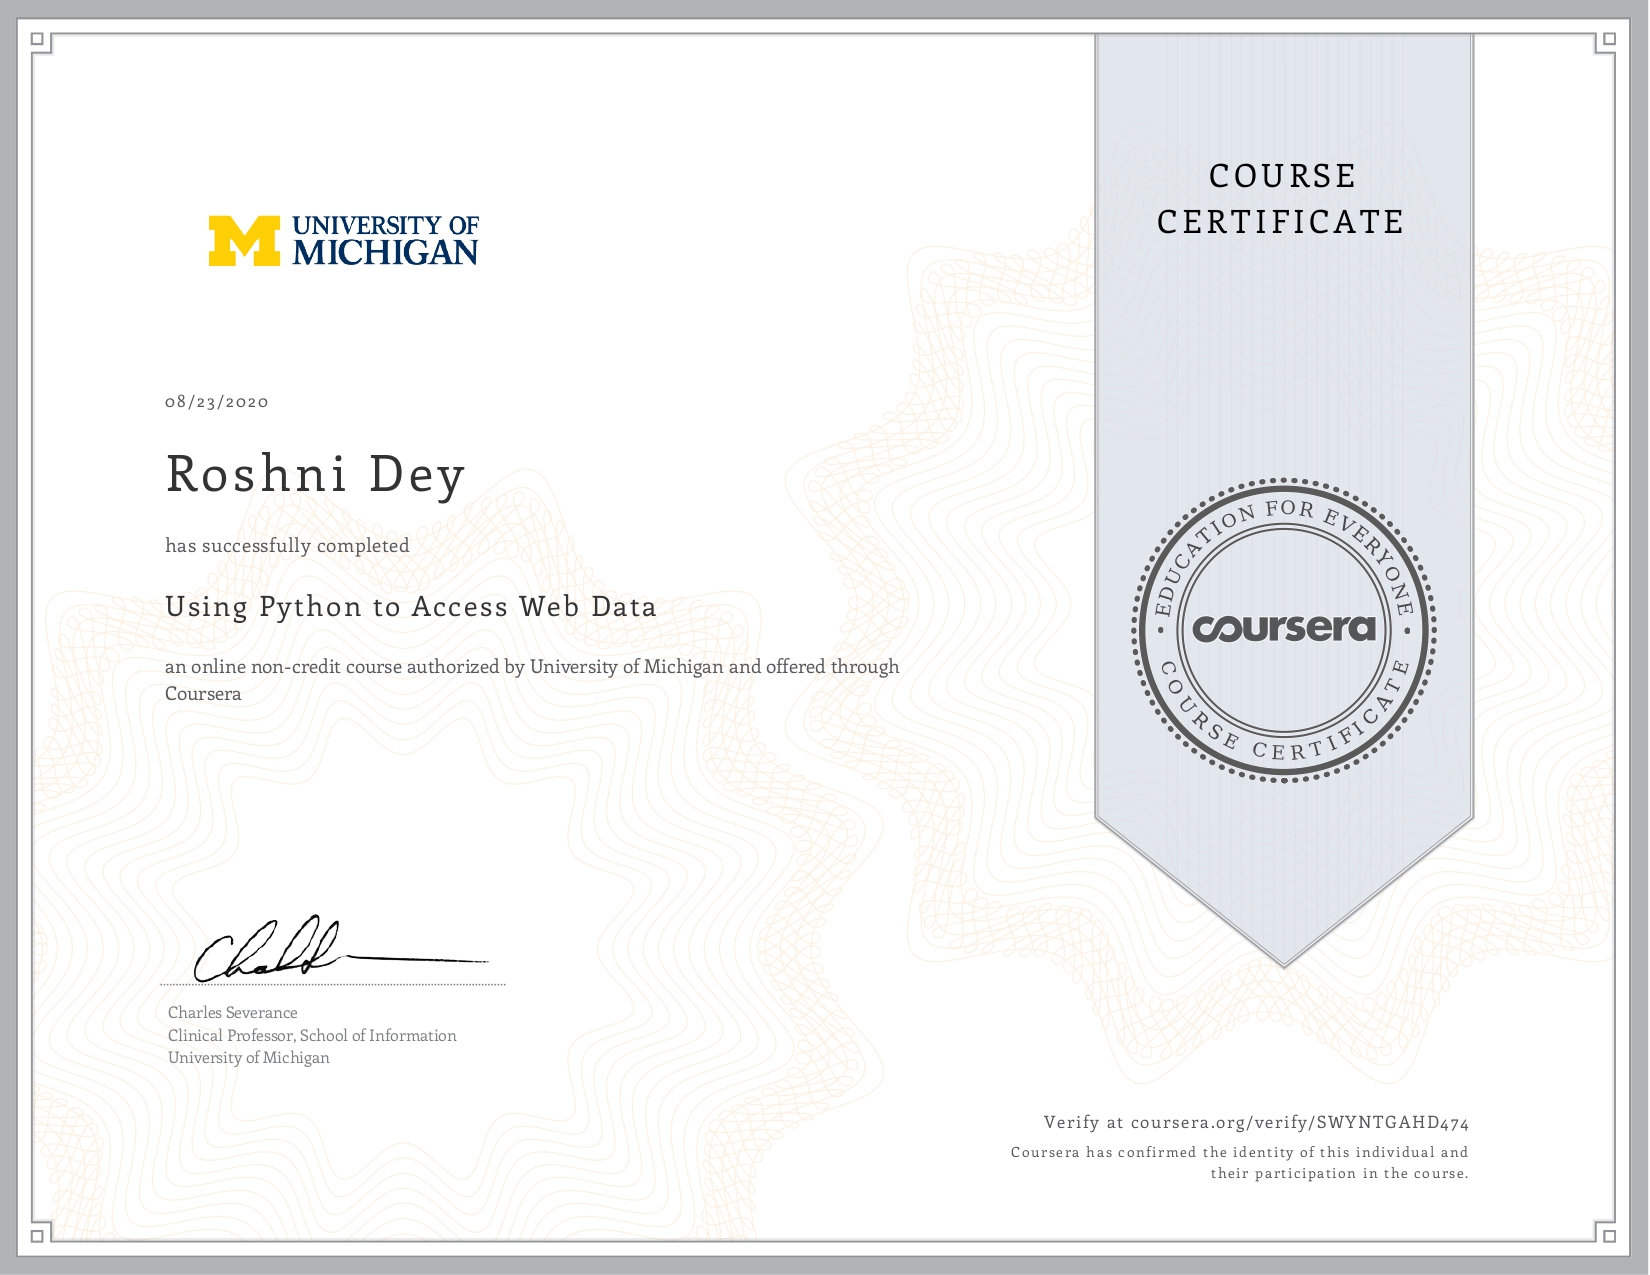 UNIVERSITY OF
MICHIGAN
08/23/2020
Roshni Dey
has successfully completed
Using Python to Access Web Data
an online non-credit course authorized by University of Michigan and offered through
Coursera
Charles Severance
Clinical Professor, School of Information
University of Michigan
COURSE
CERTIFICATE
EDUCATION FOR EVERYONE
coursera
COURSE CERTIFICATE
Verify at coursera.org/verify/SWYNTGAHD474
Coursera has confirmed the identity of this individual and
their participation in the course.